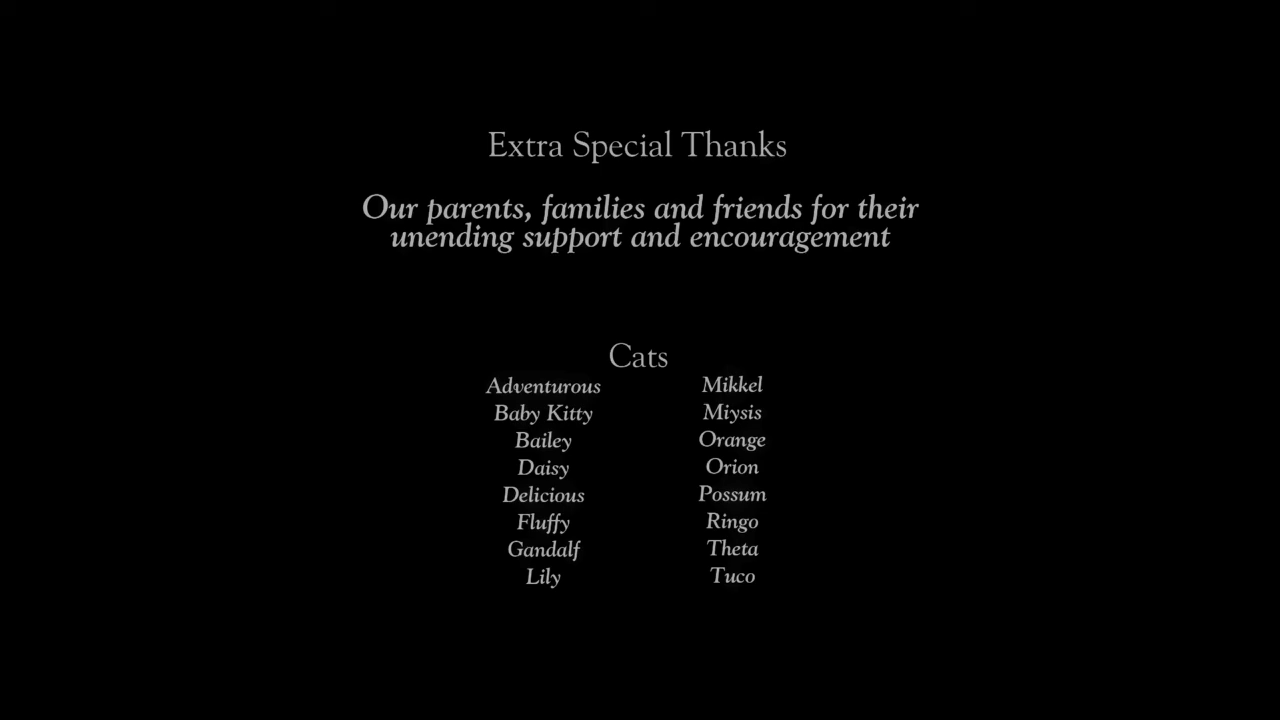 Extra Special Thanks
Our parents, families and friends for their
unending support and encouragement
Cats
Adventurous
Baby Kitty
Bailey
Daisy
Delicious
Fluffy
Gandalf
Lily
Mikkel
Miysis
Orange
Orion
Possum
Ringo
Theta
Tuco